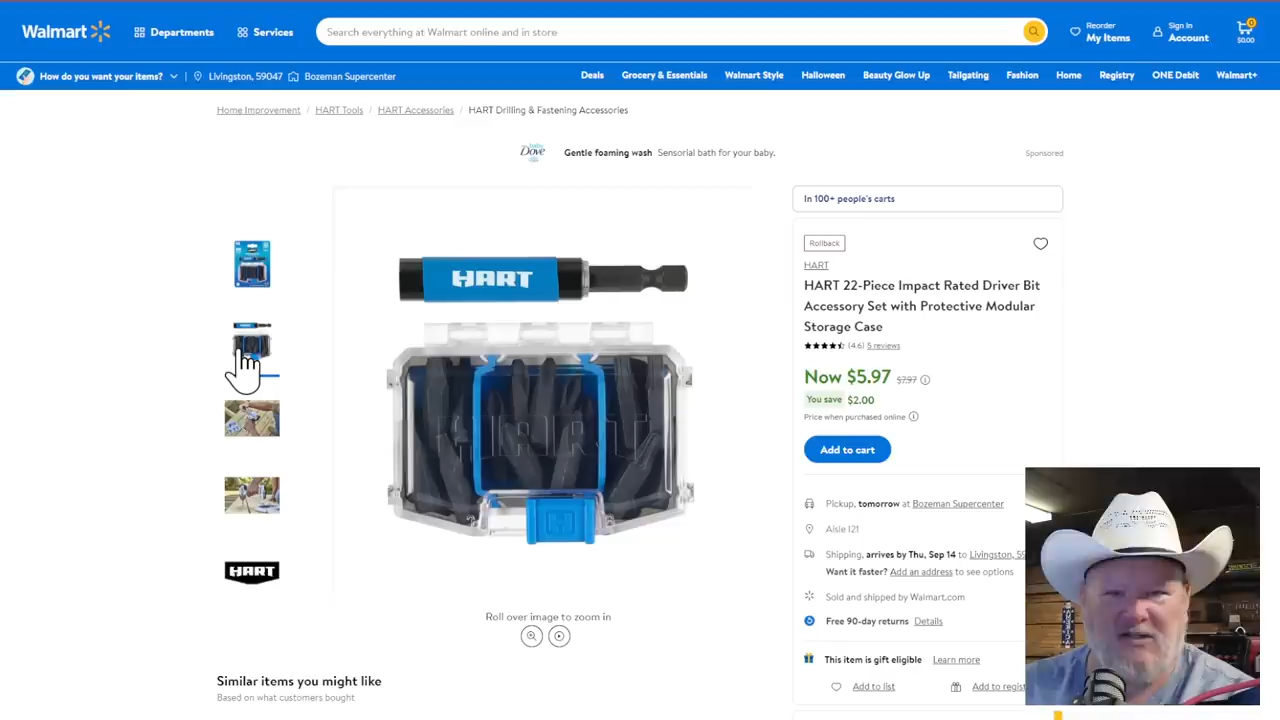 Walmart
Departments
Services
Search everything at Walmart online and in store
Reorder
My Items
Sign In
Account
0
$0.00
How do you want your items?
Livingston, 59047
Bozeman Supercenter
Deals
Grocery & Essentials
Walmart Style
Halloween
Beauty Glow Up
Tailgating
Fashion
Home
Registry
ONE Debit
Walmart+
Home Improvement / HART Tools / HART Accessories / HART Drilling & Fastening Accessories
baby
Dove
Gentle foaming wash Sensorial bath for your baby.
Sponsored
In 100+ people's carts
Rollback
HART
HART 22-Piece Impact Rated Driver Bit
Accessory Set with Protective Modular
Storage Case
(4.6) 5 reviews
Now $5.97 $7.97
You save $2.00
Price when purchased online
Add to cart
Pickup, tomorrow at Bozeman Supercenter
Aisle I21
Shipping, arrives by Thu, Sep 14 to Livingston, 59
Want it faster? Add an address to see options
Sold and shipped by Walmart.com
Free 90-day returns Details
This item is gift eligible Learn more
Add to list
Add to regist
HART
HART
HART
Roll over image to zoom in
Similar items you might like
Based on what customers bought